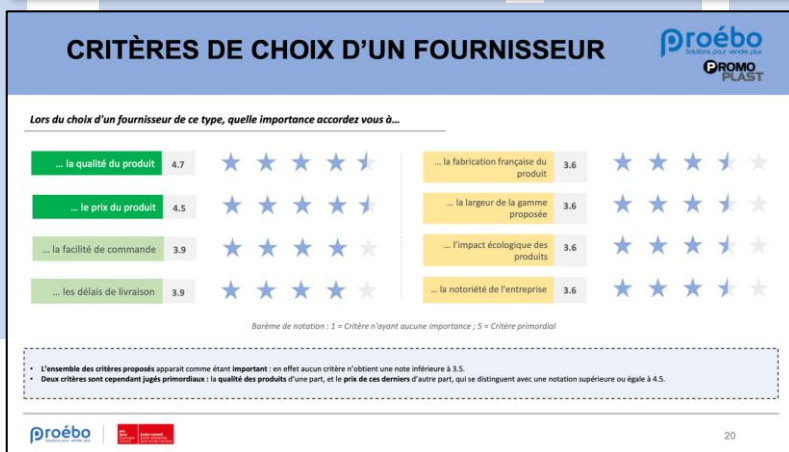 CRITÈRES DE CHOIX D'UN FOURNISSEUR
Proébo
Solutions pour vendre plus
PROMO
PLAST
Lors du choix d'un fournisseur de ce type, quelle importance accordez vous à…
... la qualité du produit 4.7
... le prix du produit 4.5
... la facilité de commande 3.9
... les délais de livraison 3.9
... la fabrication française du
produit 3.6
... la largeur de la gamme
proposée 3.6
... l'impact écologique des
produits 3.6
... la notoriété de l'entreprise 3.6
Barème de notation : 1 = Critère n'ayant aucune importance ; 5 = Critère primordial
• L'ensemble des critères proposés apparait comme étant important : en effet aucun critère n'obtient une note inférieure à 3.5.
• Deux critères sont cependant jugés primordiaux : la qualité des produits d'une part, et le prix de ces derniers d'autre part, qui se distinguent avec une notation supérieure ou égale à 4.5.
Proébo
Solutions pour vendre plus
20